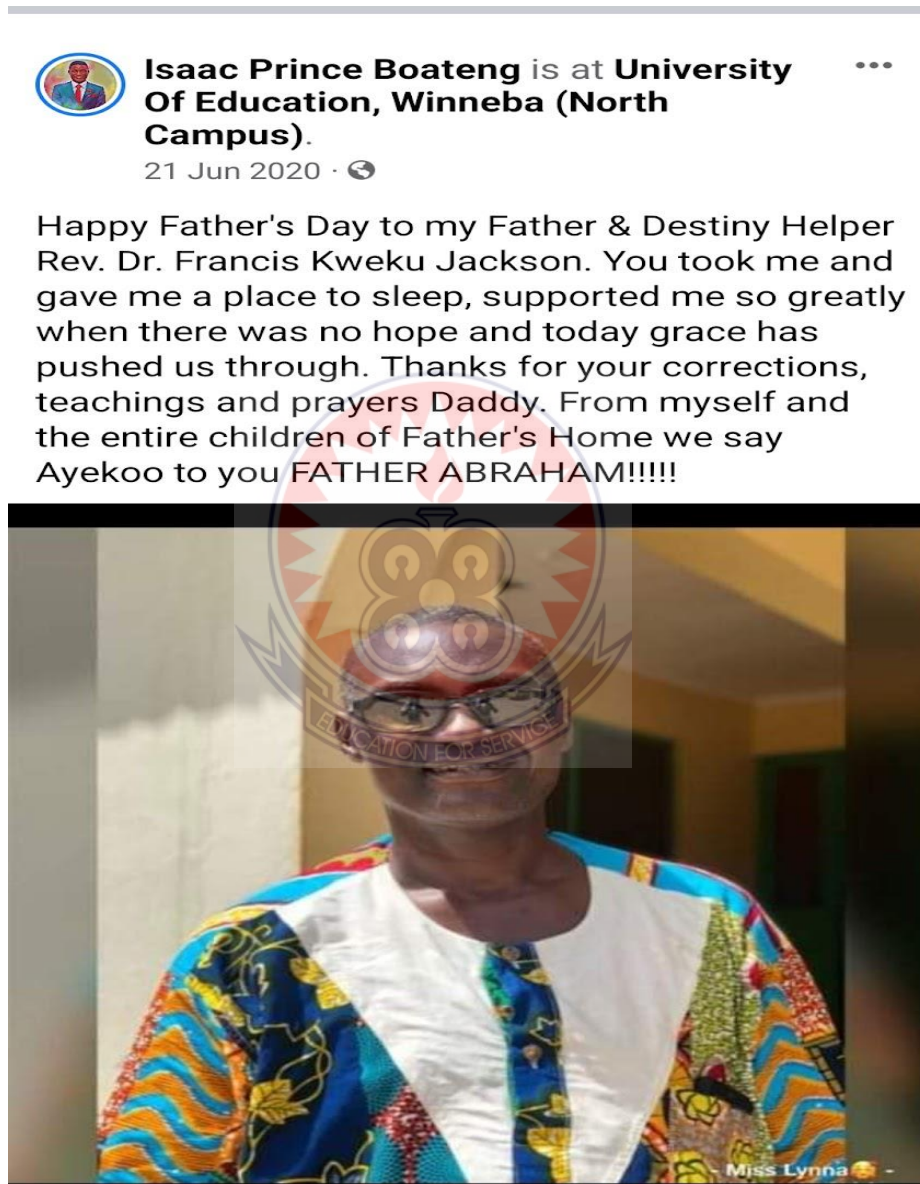 Isaac Prince Boateng is at University
Of Education, Winneba (North
Campus).
21 Jun 2020 ·
Happy Father's Day to my Father & Destiny Helper
Rev. Dr. Francis Kweku Jackson. You took me and
gave me a place to sleep, supported me so greatly
when there was no hope and today grace has
pushed us through. Thanks for your corrections,
teachings and prayers Daddy. From myself and
the entire children of Father's Home we say
Ayekoo to you FATHER ABRAHAM!!!!!
EDUCATION FOR SERVICE
- Miss Lynna🥰 -